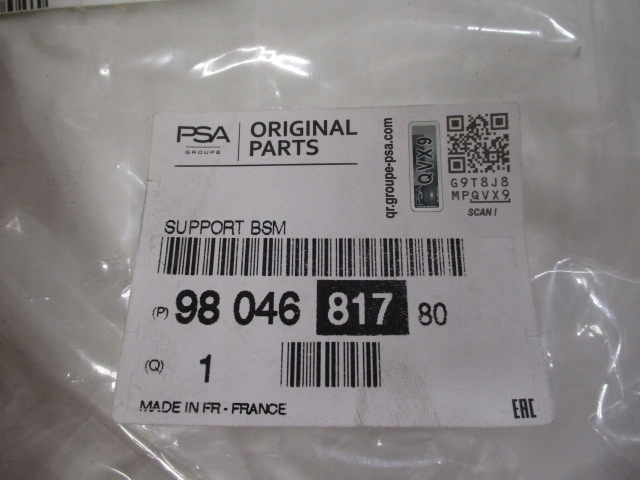 PSA
GROUPE
ORIGINAL
PARTS
qr.groupe-psa.com
QVX9
G9T8J8
MPQVX9
SCAN!
SUPPORT BSM
(P) 98 046 817 80
(Q) 1
MADE IN FR - FRANCE
EAC